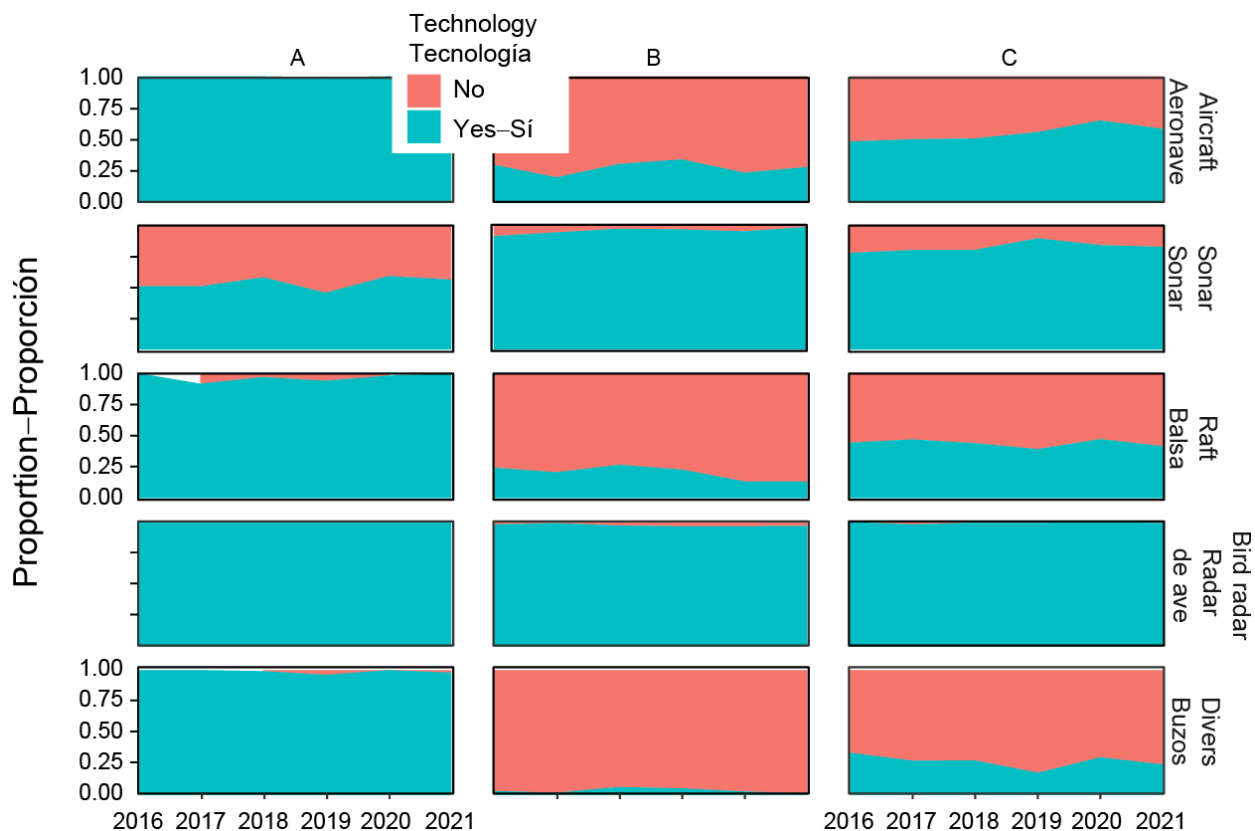 Technology
Tecnología
No
Yes–Sí
A
B
C
Proportion–Proporción
1.00
0.75
0.50
0.25
0.00
Aircraft
Aeronave
Sonar
Sonar
1.00
0.75
0.50
0.25
0.00
Raft
Balsa
Bird radar
Radar
de ave
1.00
0.75
0.50
0.25
0.00
Divers
Buzos
2016 2017 2018 2019 2020 2021
2016 2017 2018 2019 2020 2021